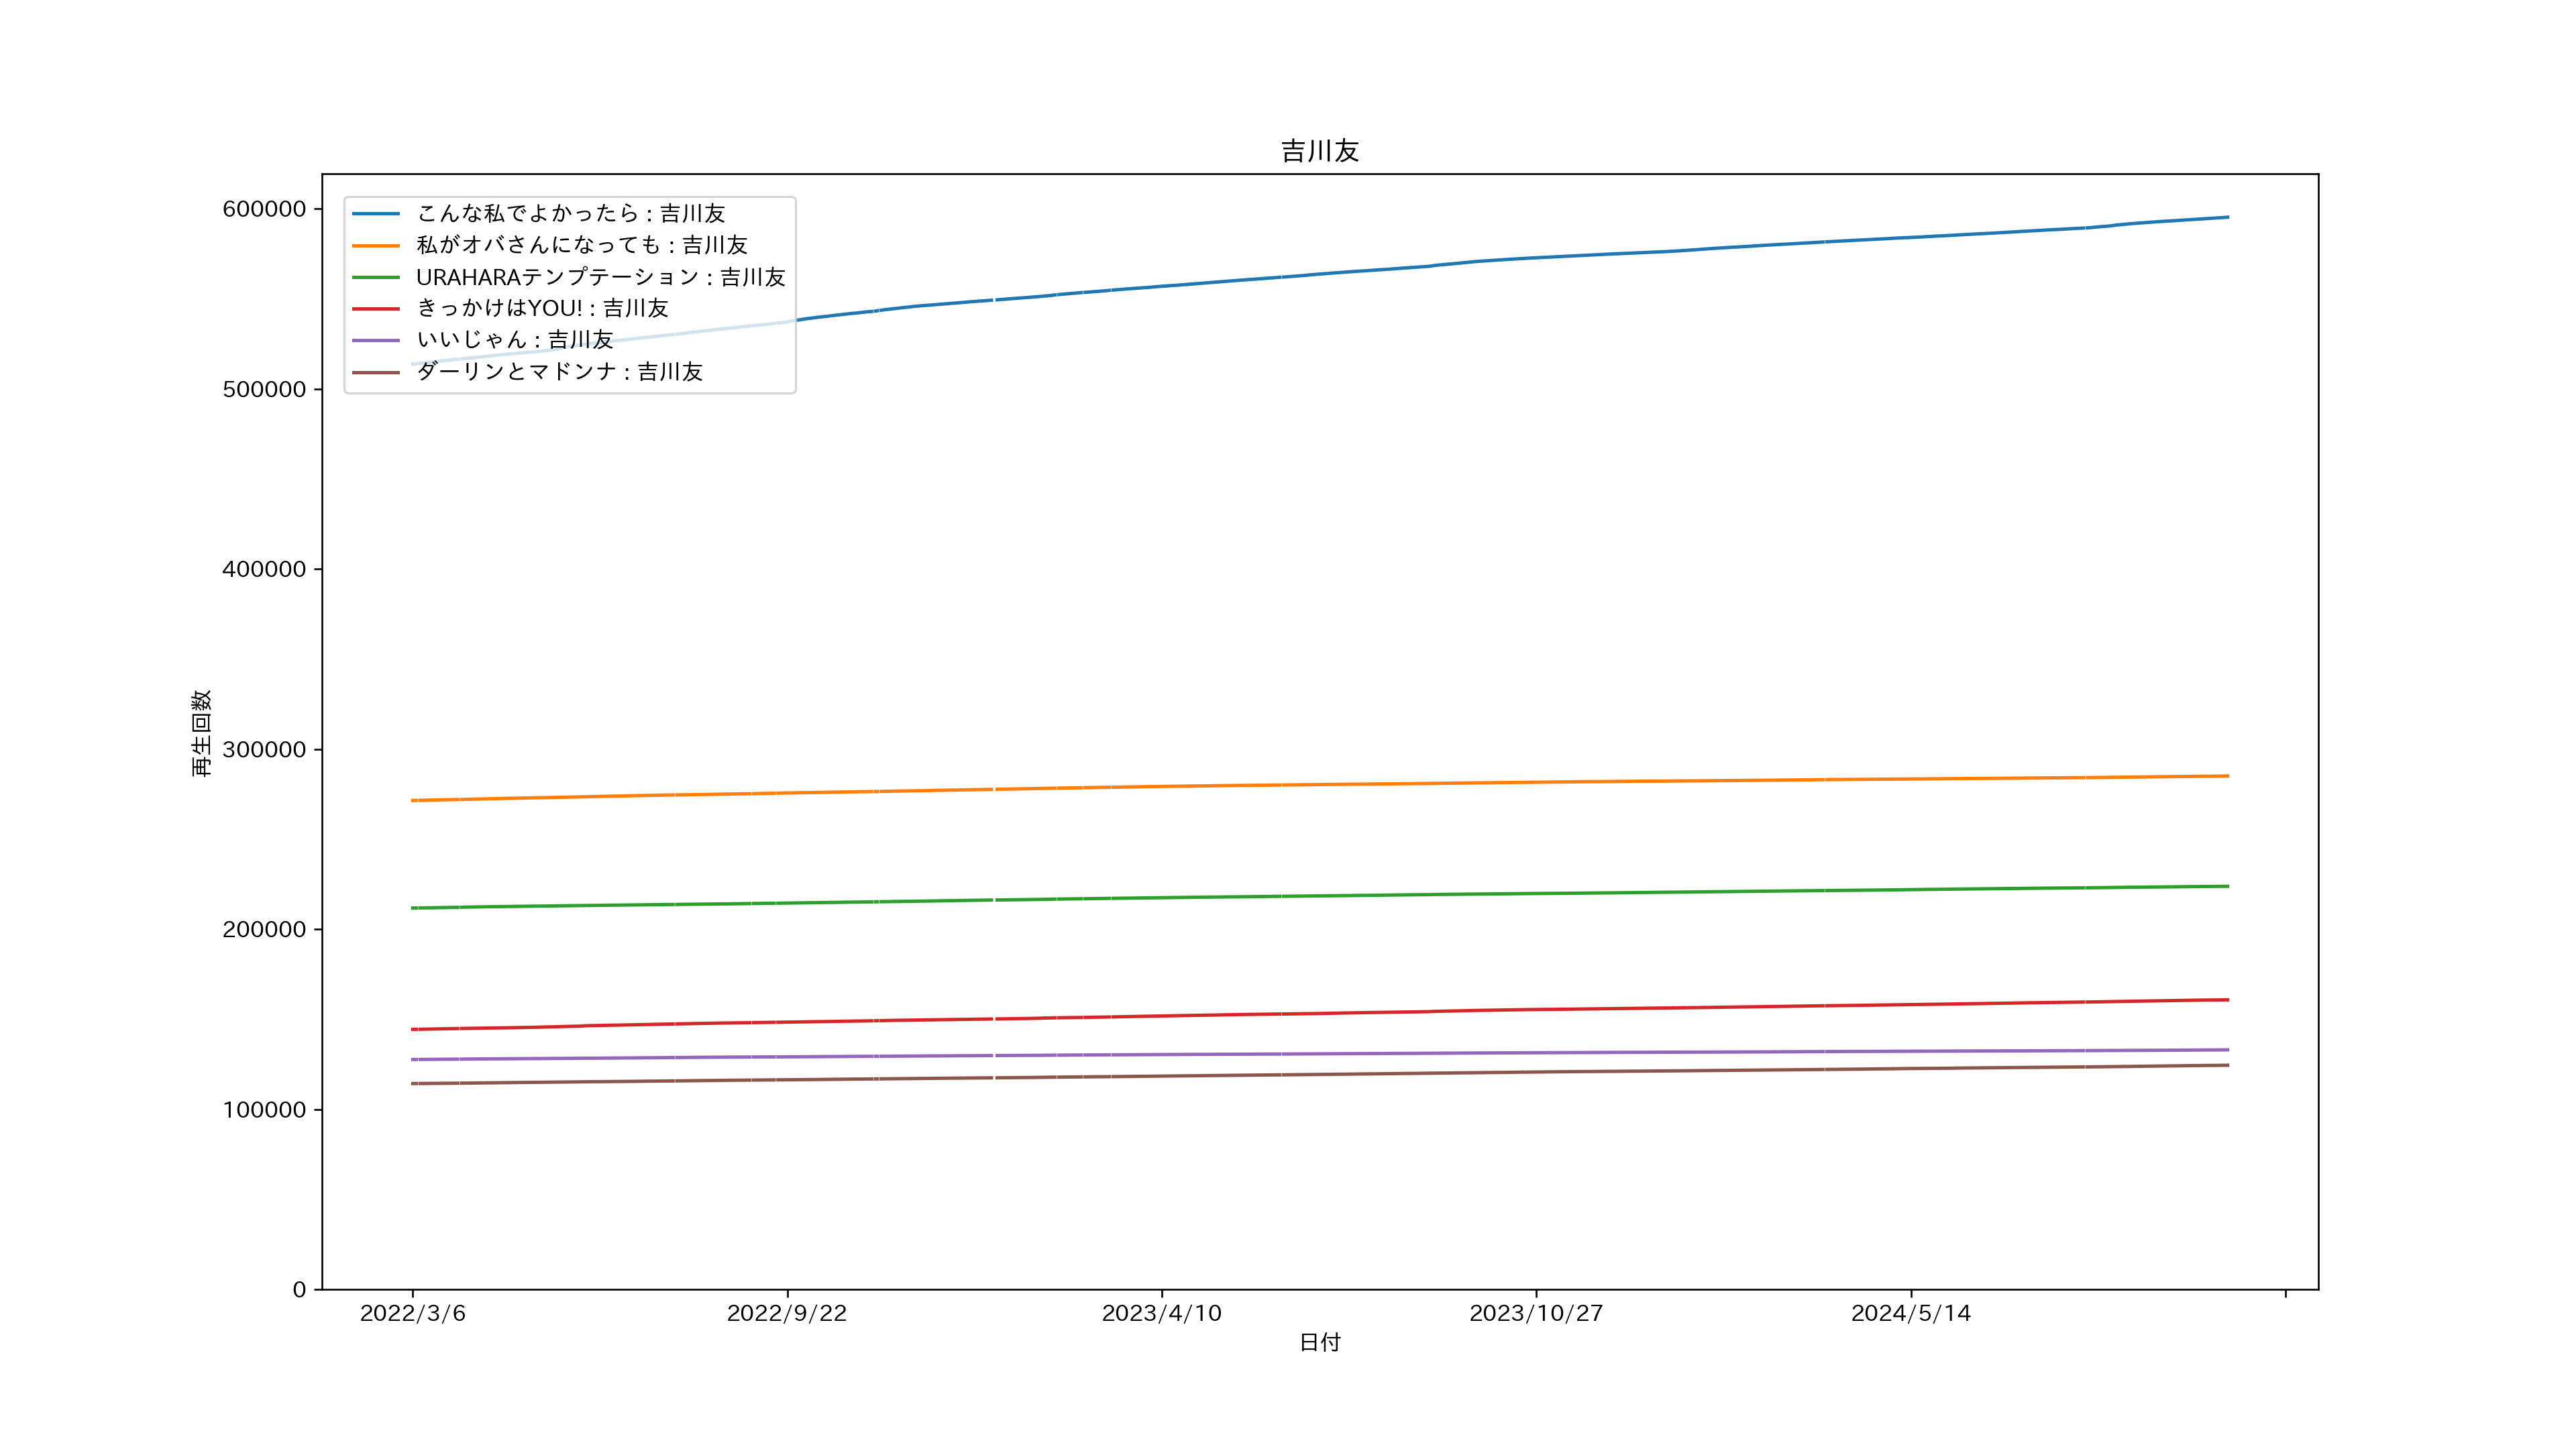 吉川友
こんな私でよかったら : 吉川友
私がオバさんになっても : 吉川友
URAHARAテンプテーション : 吉川友
きっかけはYOU! : 吉川友
いいじゃん : 吉川友
ダーリンとマドンナ : 吉川友
600000
500000
400000
300000
200000
100000
0
再生回数
2022/3/6
2022/9/22
2023/4/10
2023/10/27
2024/5/14
日付